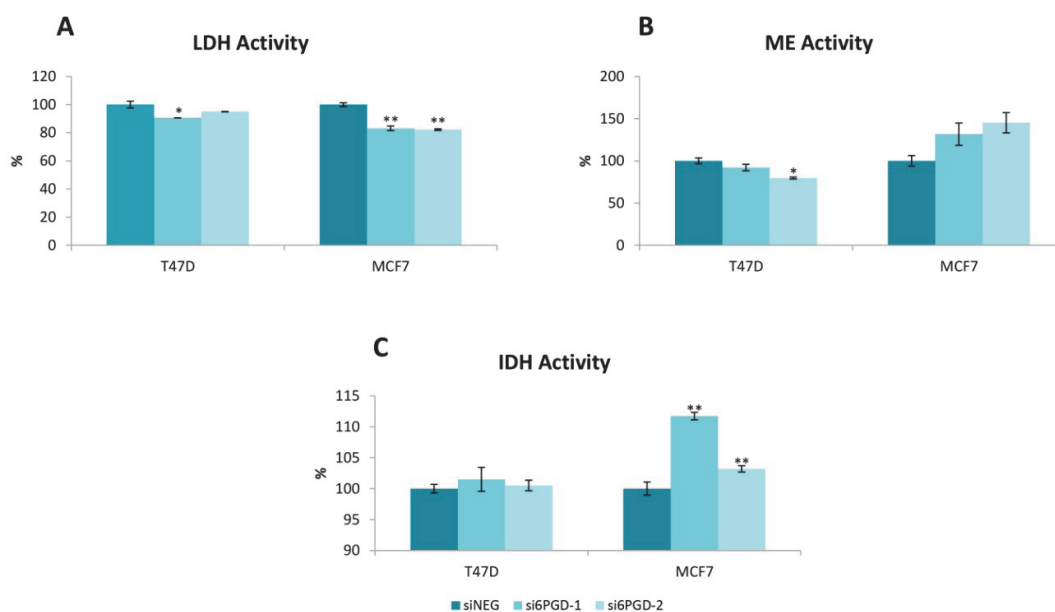 A
LDH Activity
120
100
80
60
40
20
0
%
*
**
**
T47D
MCF7
B
ME Activity
200
150
100
50
0
%
*
T47D
MCF7
C
IDH Activity
115
110
105
100
95
90
%
**
**
T47D
MCF7
siNEG si6PGD-1 si6PGD-2